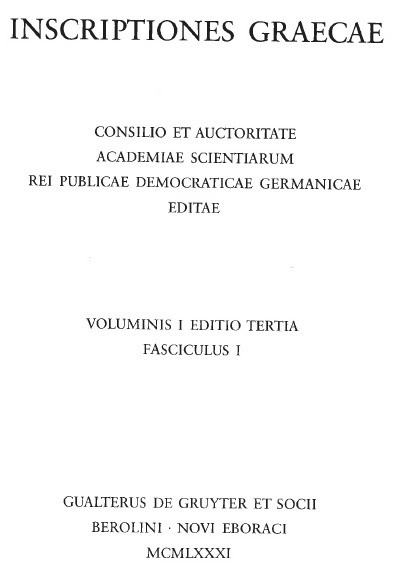 INSCRIPTIONES GRAECAE
CONSILIO ET AUCTORITATE
ACADEMIAE SCIENTIARUM
REI PUBLICAE DEMOCRATICAE GERMANICAE
EDITAE
VOLUMINIS I EDITIO TERTIA
FASCICULUS I
GUALTERUS DE GRUYTER ET SOCII
BEROLINI · NOVI EBORACI
MCMLXXXI